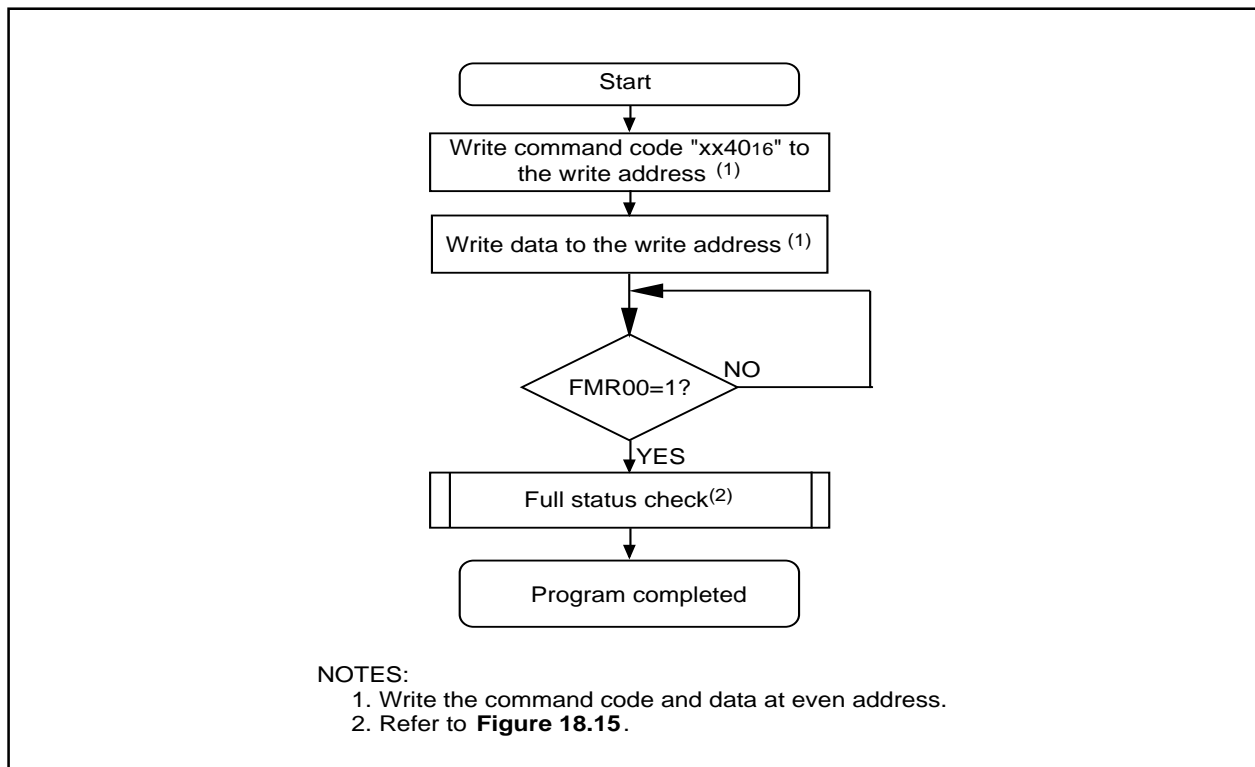 Start
Write command code "xx4016" to
the write address (1)
Write data to the write address (1)
FMR00=1?
NO
YES
Full status check(2)
Program completed
NOTES:
1. Write the command code and data at even address.
2. Refer to Figure 18.15.